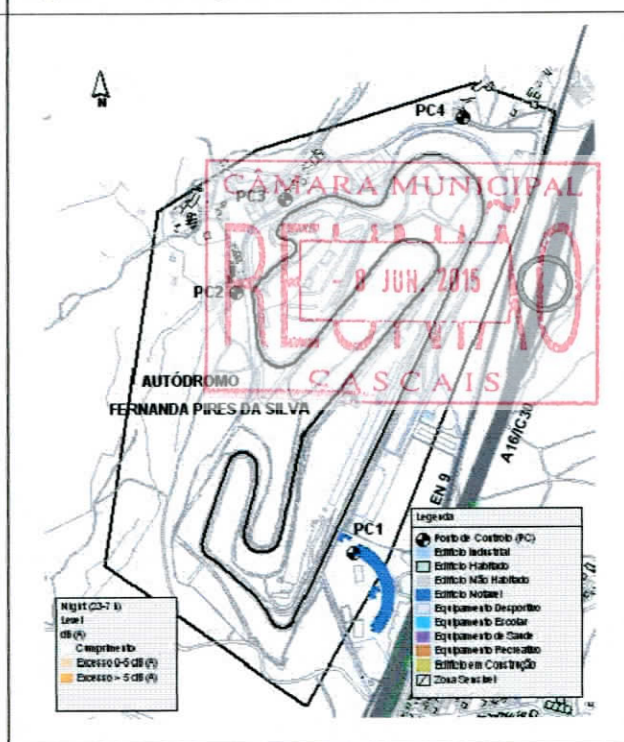 N
PC4
CÂMARA MUNICIPAL
PC3
REUNIÃO
- 8 JUN. 2015
PC2
CASCAIS
AUTÓDROMO
FERNANDA PIRES DA SILVA
A16/IC30
EN 9
PC1
Legenda
Ponto de Controlo (PC)
Edifício Industrial
Edifício Habitado
Edifício Não Habitado
Edifício Notável
Equipamento Desportivo
Equipamento Escolar
Equipamento de Saúde
Equipamento Recreativo
Edifício em Construção
Zona Sensível
Night (23-7 h)
Level
dB (A)
Cumprimento
Excesso 0-5 dB (A)
Excesso > 5 dB (A)